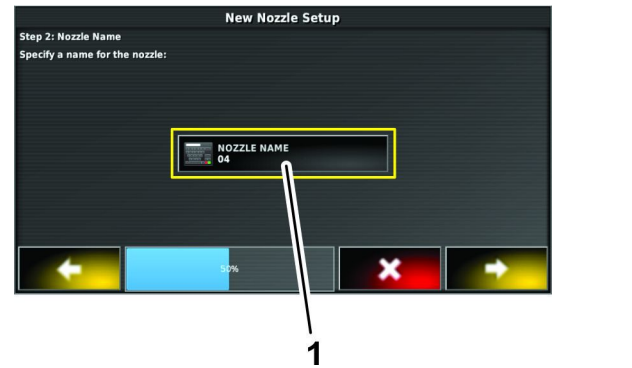 New Nozzle Setup
Step 2: Nozzle Name
Specify a name for the nozzle:
NOZZLE NAME
04
50%
1